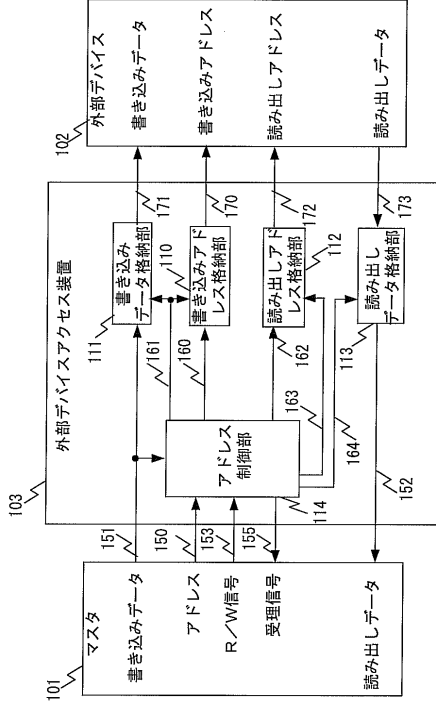 101
マスタ
書き込みデータ
アドレス
R/W信号
受理信号
読み出しデータ
151
150
153
155
152
103
外部デバイスアクセス装置
アドレス
制御部
114
161
160
162
163
164
111
書き込み
データ格納部
110
書き込みアド
レス格納部
読み出しアド
レス格納部
112
読み出し
データ格納部
113
171
170
172
173
102
外部デバイス
書き込みデータ
書き込みアドレス
読み出しアドレス
読み出しデータ